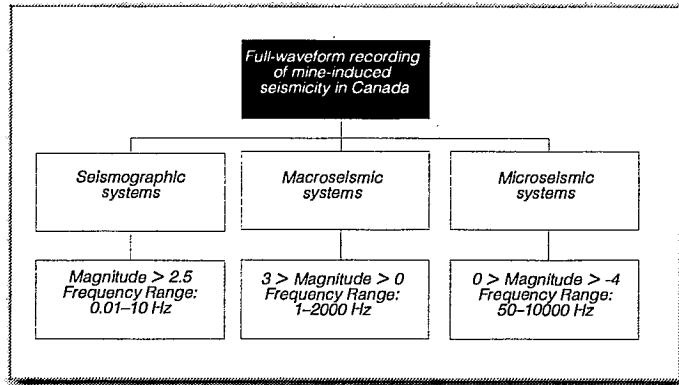 Full-waveform recording
of mine-induced
seismicity in Canada
Seismographic
systems
Macroseismic
systems
Microseismic
systems
Magnitude > 2.5
Frequency Range:
0.01–10 Hz
3 > Magnitude > 0
Frequency Range:
1–2000 Hz
0 > Magnitude > -4
Frequency Range:
50–10000 Hz